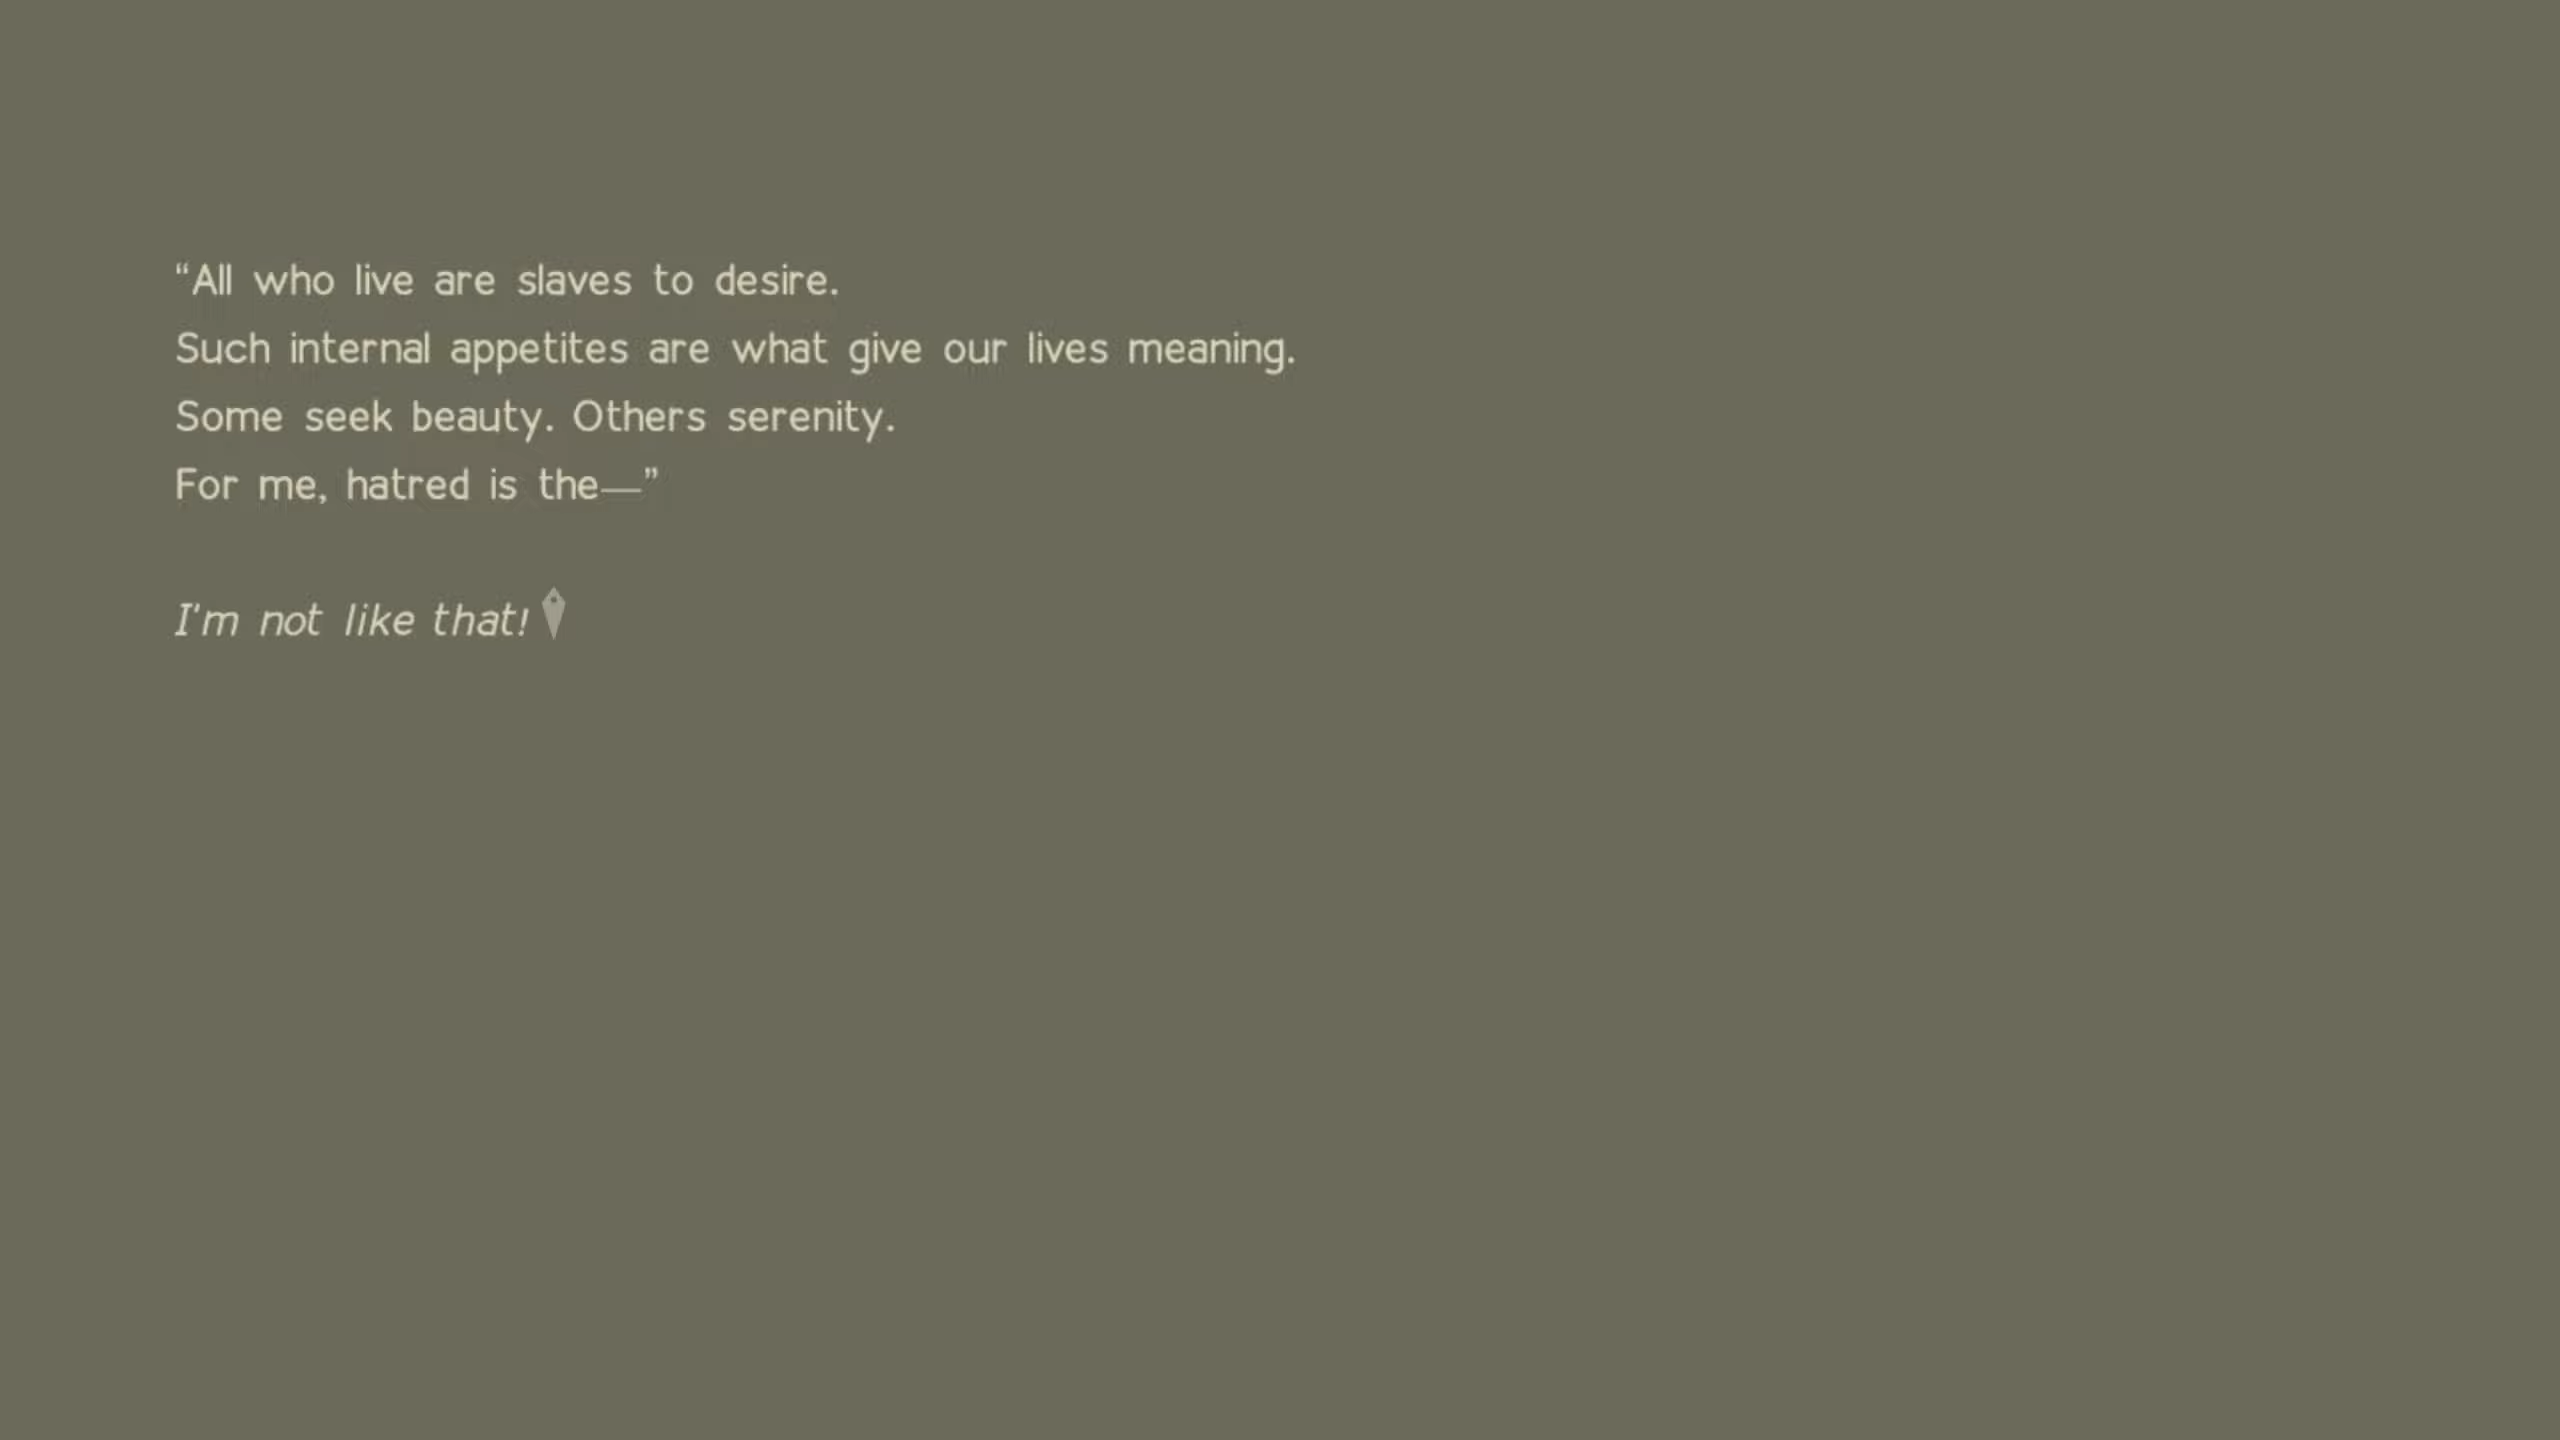 “All who live are slaves to desire.
Such internal appetites are what give our lives meaning.
Some seek beauty. Others serenity.
For me, hatred is the—”
I'm not like that!